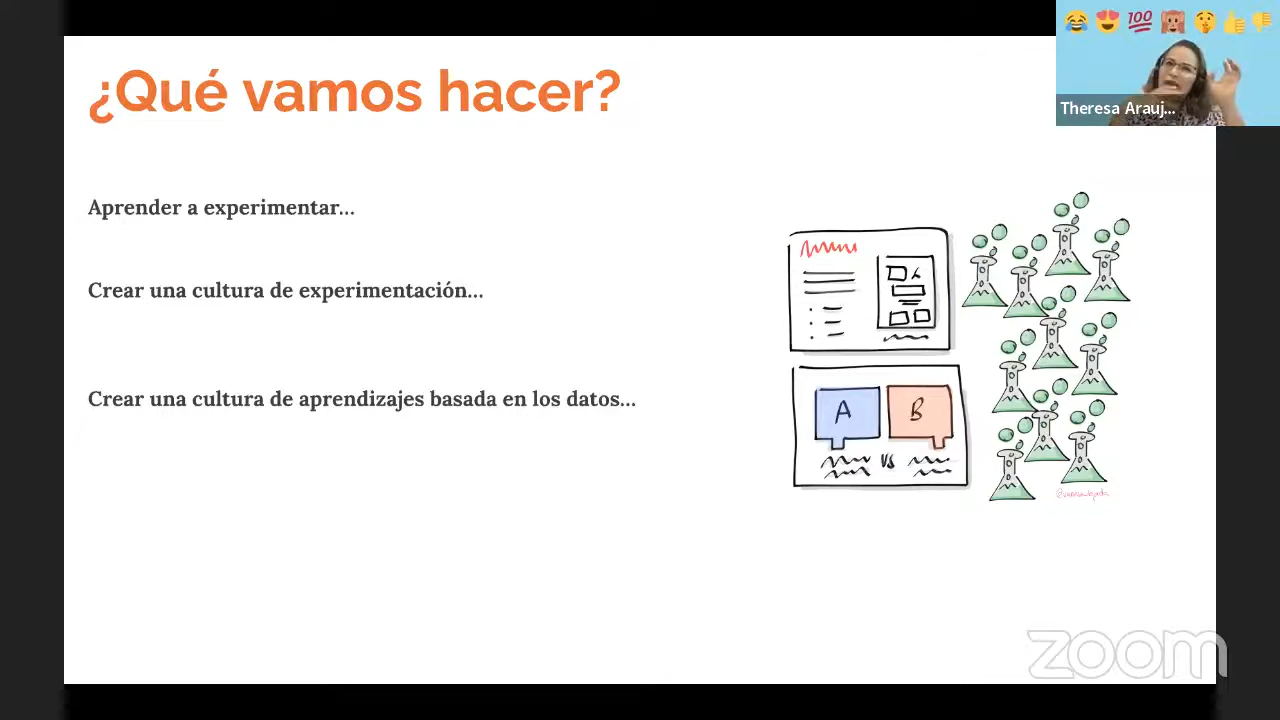 ¿Qué vamos hacer?
Theresa Arauj...
Aprender a experimentar...
Crear una cultura de experimentación...
Crear una cultura de aprendizajes basada en los datos...
A
B
vs
zoom